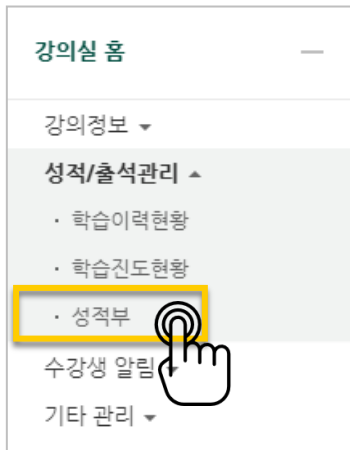 강의실 홈
강의정보
성적/출석관리
· 학습이력현황
· 학습진도현황
· 성적부
수강생 알림
기타 관리